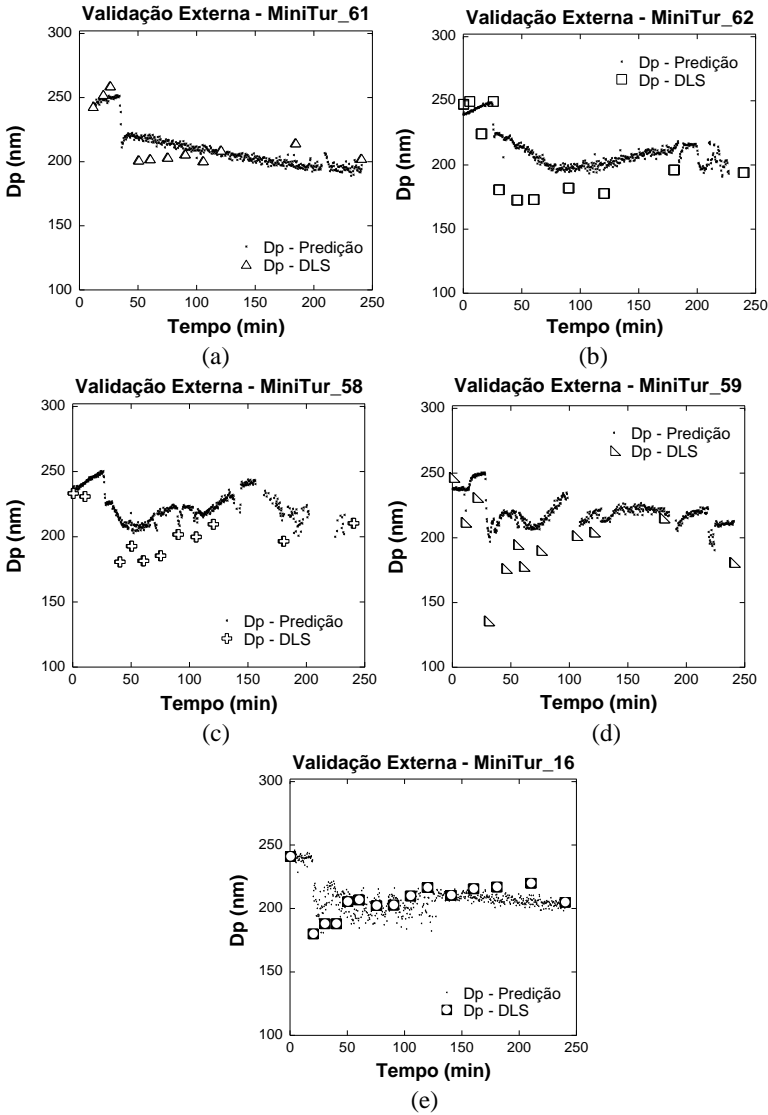 Validação Externa - MiniTur_61
300
250
200
150
100
0 50 100 150 200 250
Dp (nm)
Tempo (min)
Dp - Predição
Dp - DLS
(a)
Validação Externa - MiniTur_62
300
250
200
150
100
0 50 100 150 200 250
Dp (nm)
Tempo (min)
Dp - Predição
Dp - DLS
(b)
Validação Externa - MiniTur_58
300
250
200
150
100
0 50 100 150 200 250
Dp (nm)
Tempo (min)
Dp - Predição
Dp - DLS
(c)
Validação Externa - MiniTur_59
300
250
200
150
100
0 50 100 150 200 250
Dp (nm)
Tempo (min)
Dp - Predição
Dp - DLS
(d)
Validação Externa - MiniTur_16
300
250
200
150
100
0 50 100 150 200 250
Dp (nm)
Tempo (min)
Dp - Predição
Dp - DLS
(e)